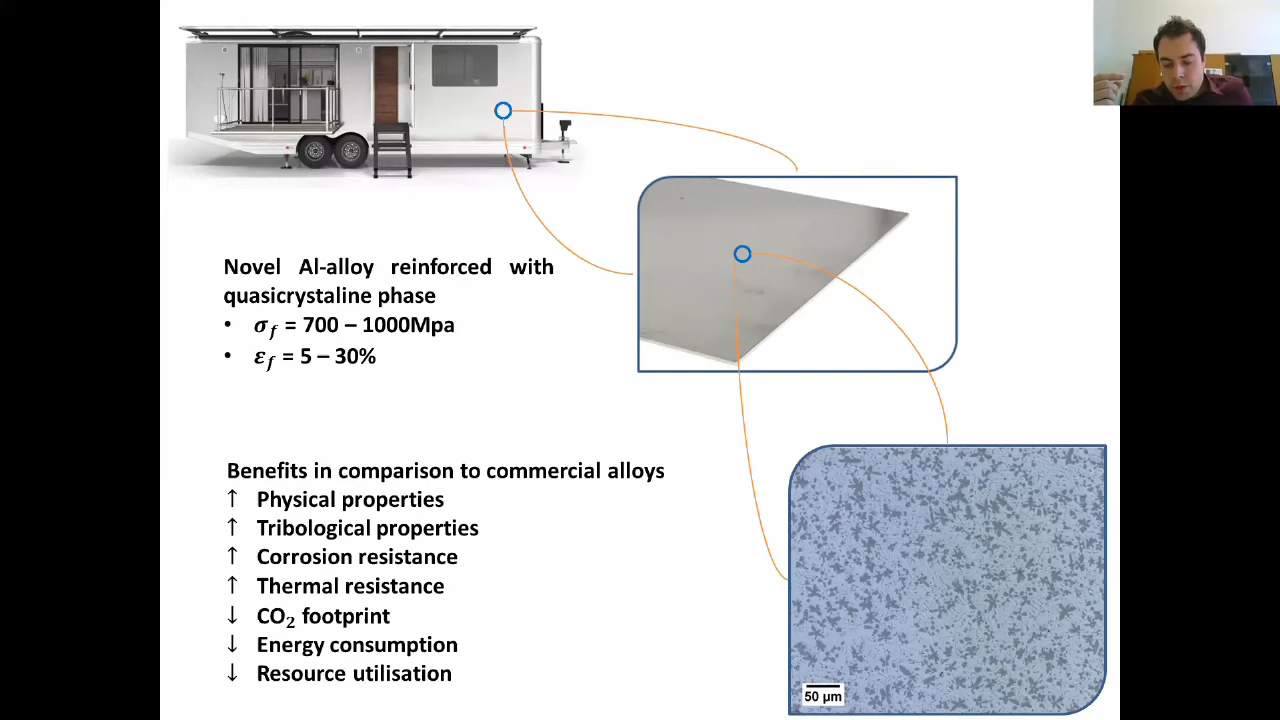 Novel Al-alloy reinforced with
quasicrystaline phase
• σf = 700 – 1000Mpa
• εf = 5 – 30%
Benefits in comparison to commercial alloys
↑ Physical properties
↑ Tribological properties
↑ Corrosion resistance
↑ Thermal resistance
↓ CO₂ footprint
↓ Energy consumption
↓ Resource utilisation
50 µm